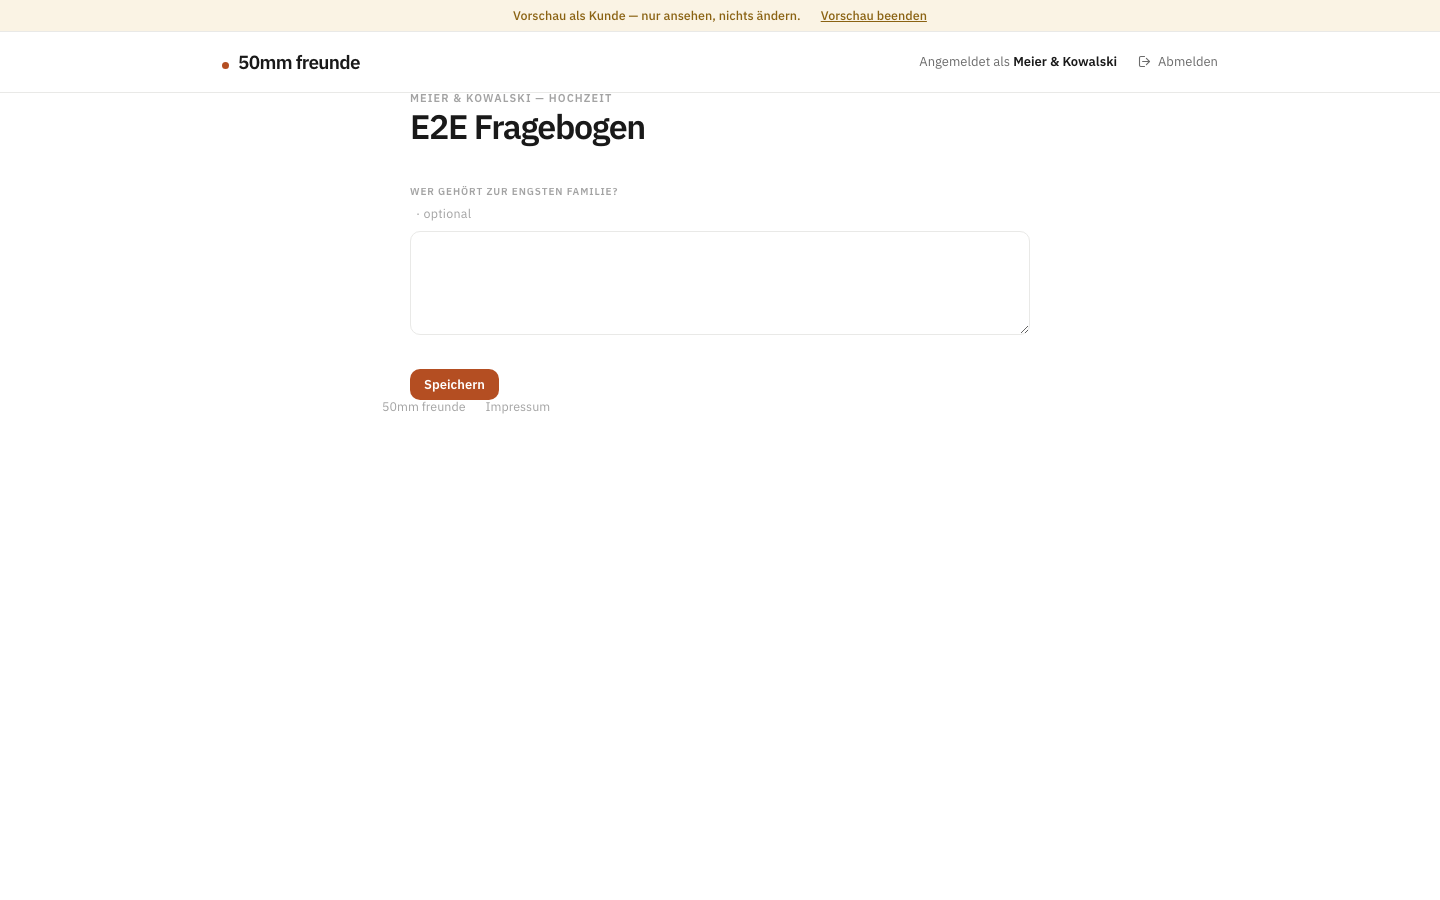 Vorschau als Kunde — nur ansehen, nichts ändern. Vorschau beenden
50mm freunde
Angemeldet als Meier & Kowalski Abmelden
MEIER & KOWALSKI — HOCHZEIT
E2E Fragebogen
WER GEHÖRT ZUR ENGSTEN FAMILIE?
· optional
Speichern
50mm freunde Impressum